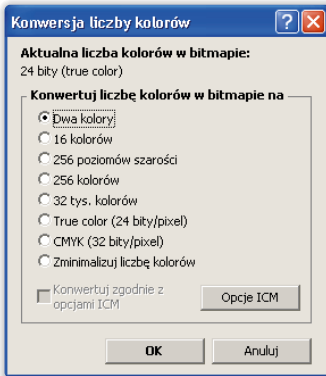 Konwersja liczby kolorów
Aktualna liczba kolorów w bitmapie:
24 bity (true color)
Konwertuj liczbę kolorów w bitmapie na
Dwa kolory
16 kolorów
256 poziomów szarości
256 kolorów
32 tys. kolorów
True color (24 bity/pixel)
CMYK (32 bity/pixel)
Zminimalizuj liczbę kolorów
Konwertuj zgodnie z
opcjami ICM
Opcje ICM
OK
Anuluj